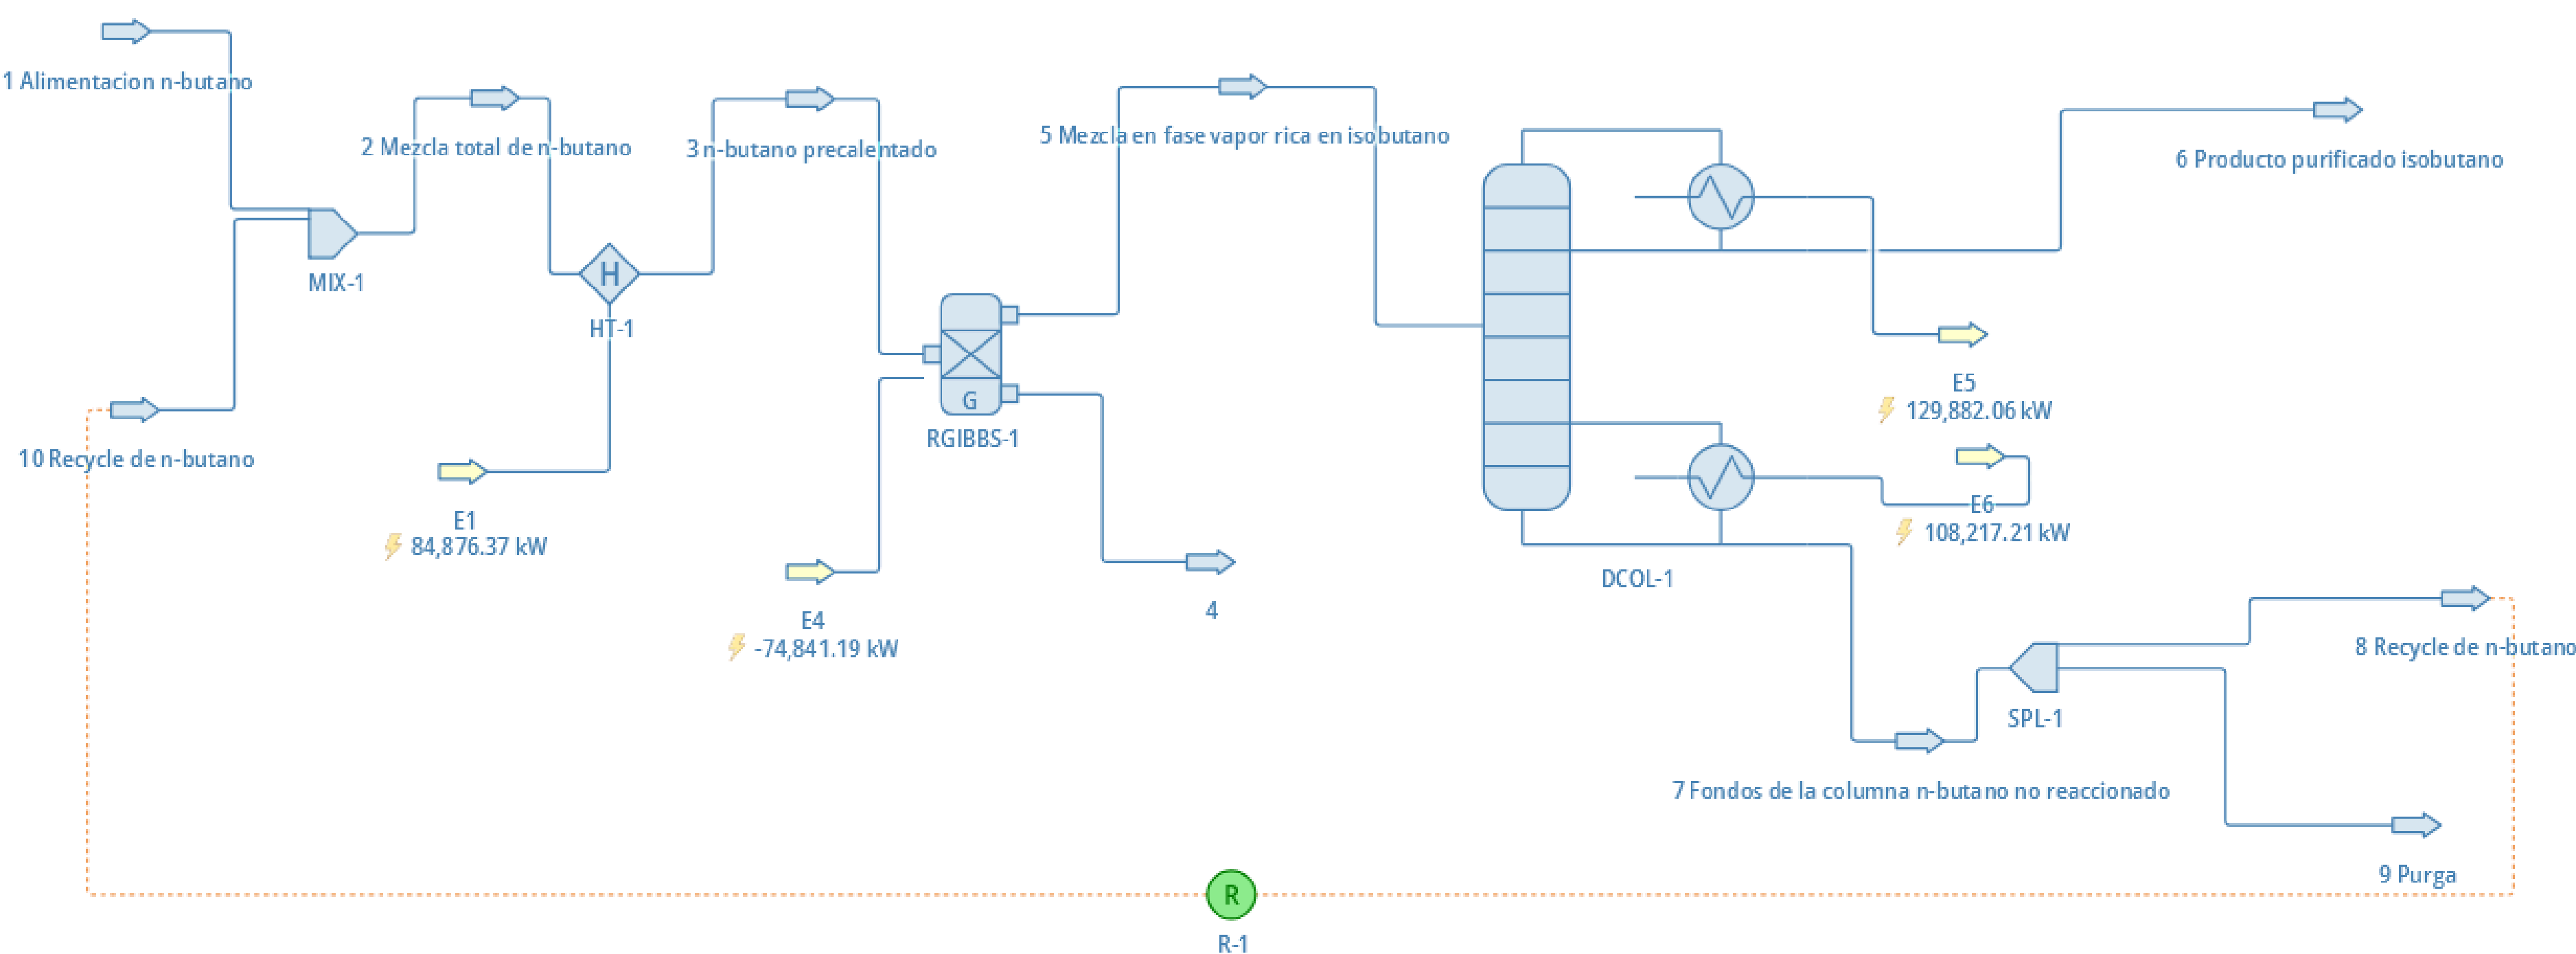 1 Alimentacion n-butano
2 Mezcla total de n-butano
3 n-butano precalentado
5 Mezcla en fase vapor rica en isobutano
6 Producto purificado isobutano
MIX-1
H
HT-1
G
RGIBBS-1
E5
129,882.06 kW
10 Recycle de n-butano
E1
84,876.37 kW
E6
108,217.21 kW
E4
-74,841.19 kW
4
DCOL-1
8 Recycle de n-butano
SPL-1
7 Fondos de la columna n-butano no reaccionado
9 Purga
R
R-1